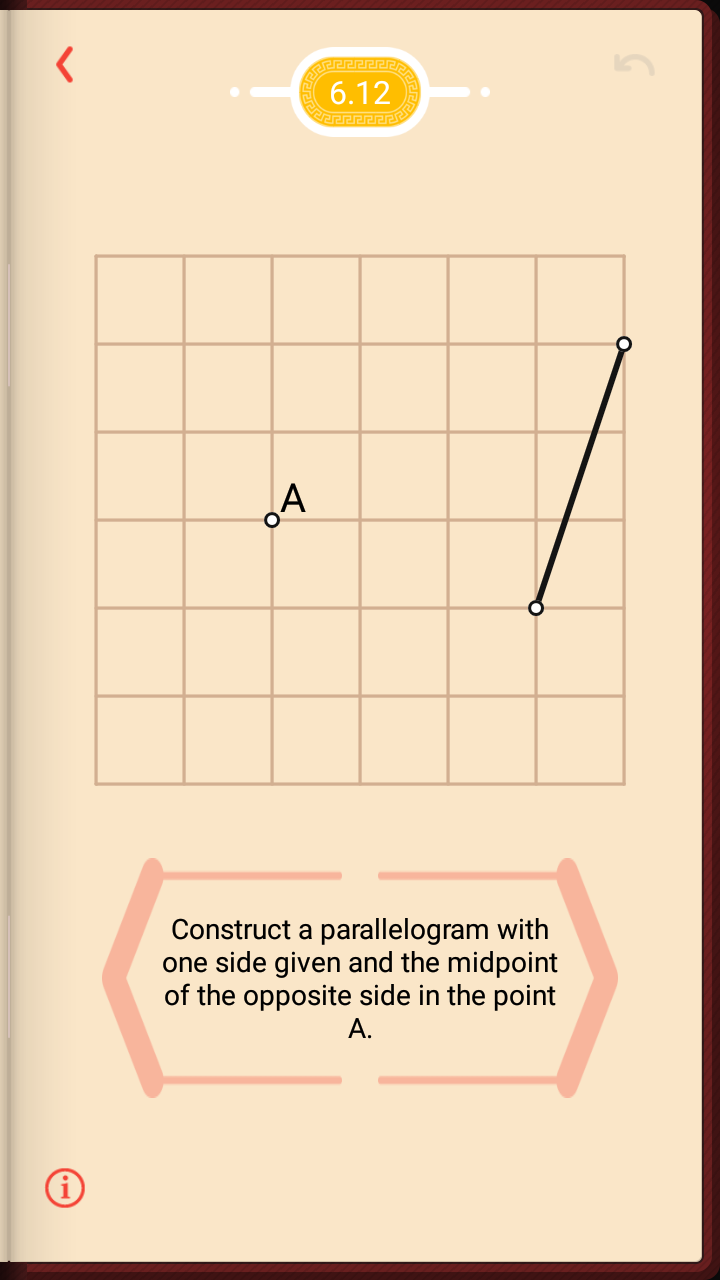 6.12
A
Construct a parallelogram with
one side given and the midpoint
of the opposite side in the point
A.
i